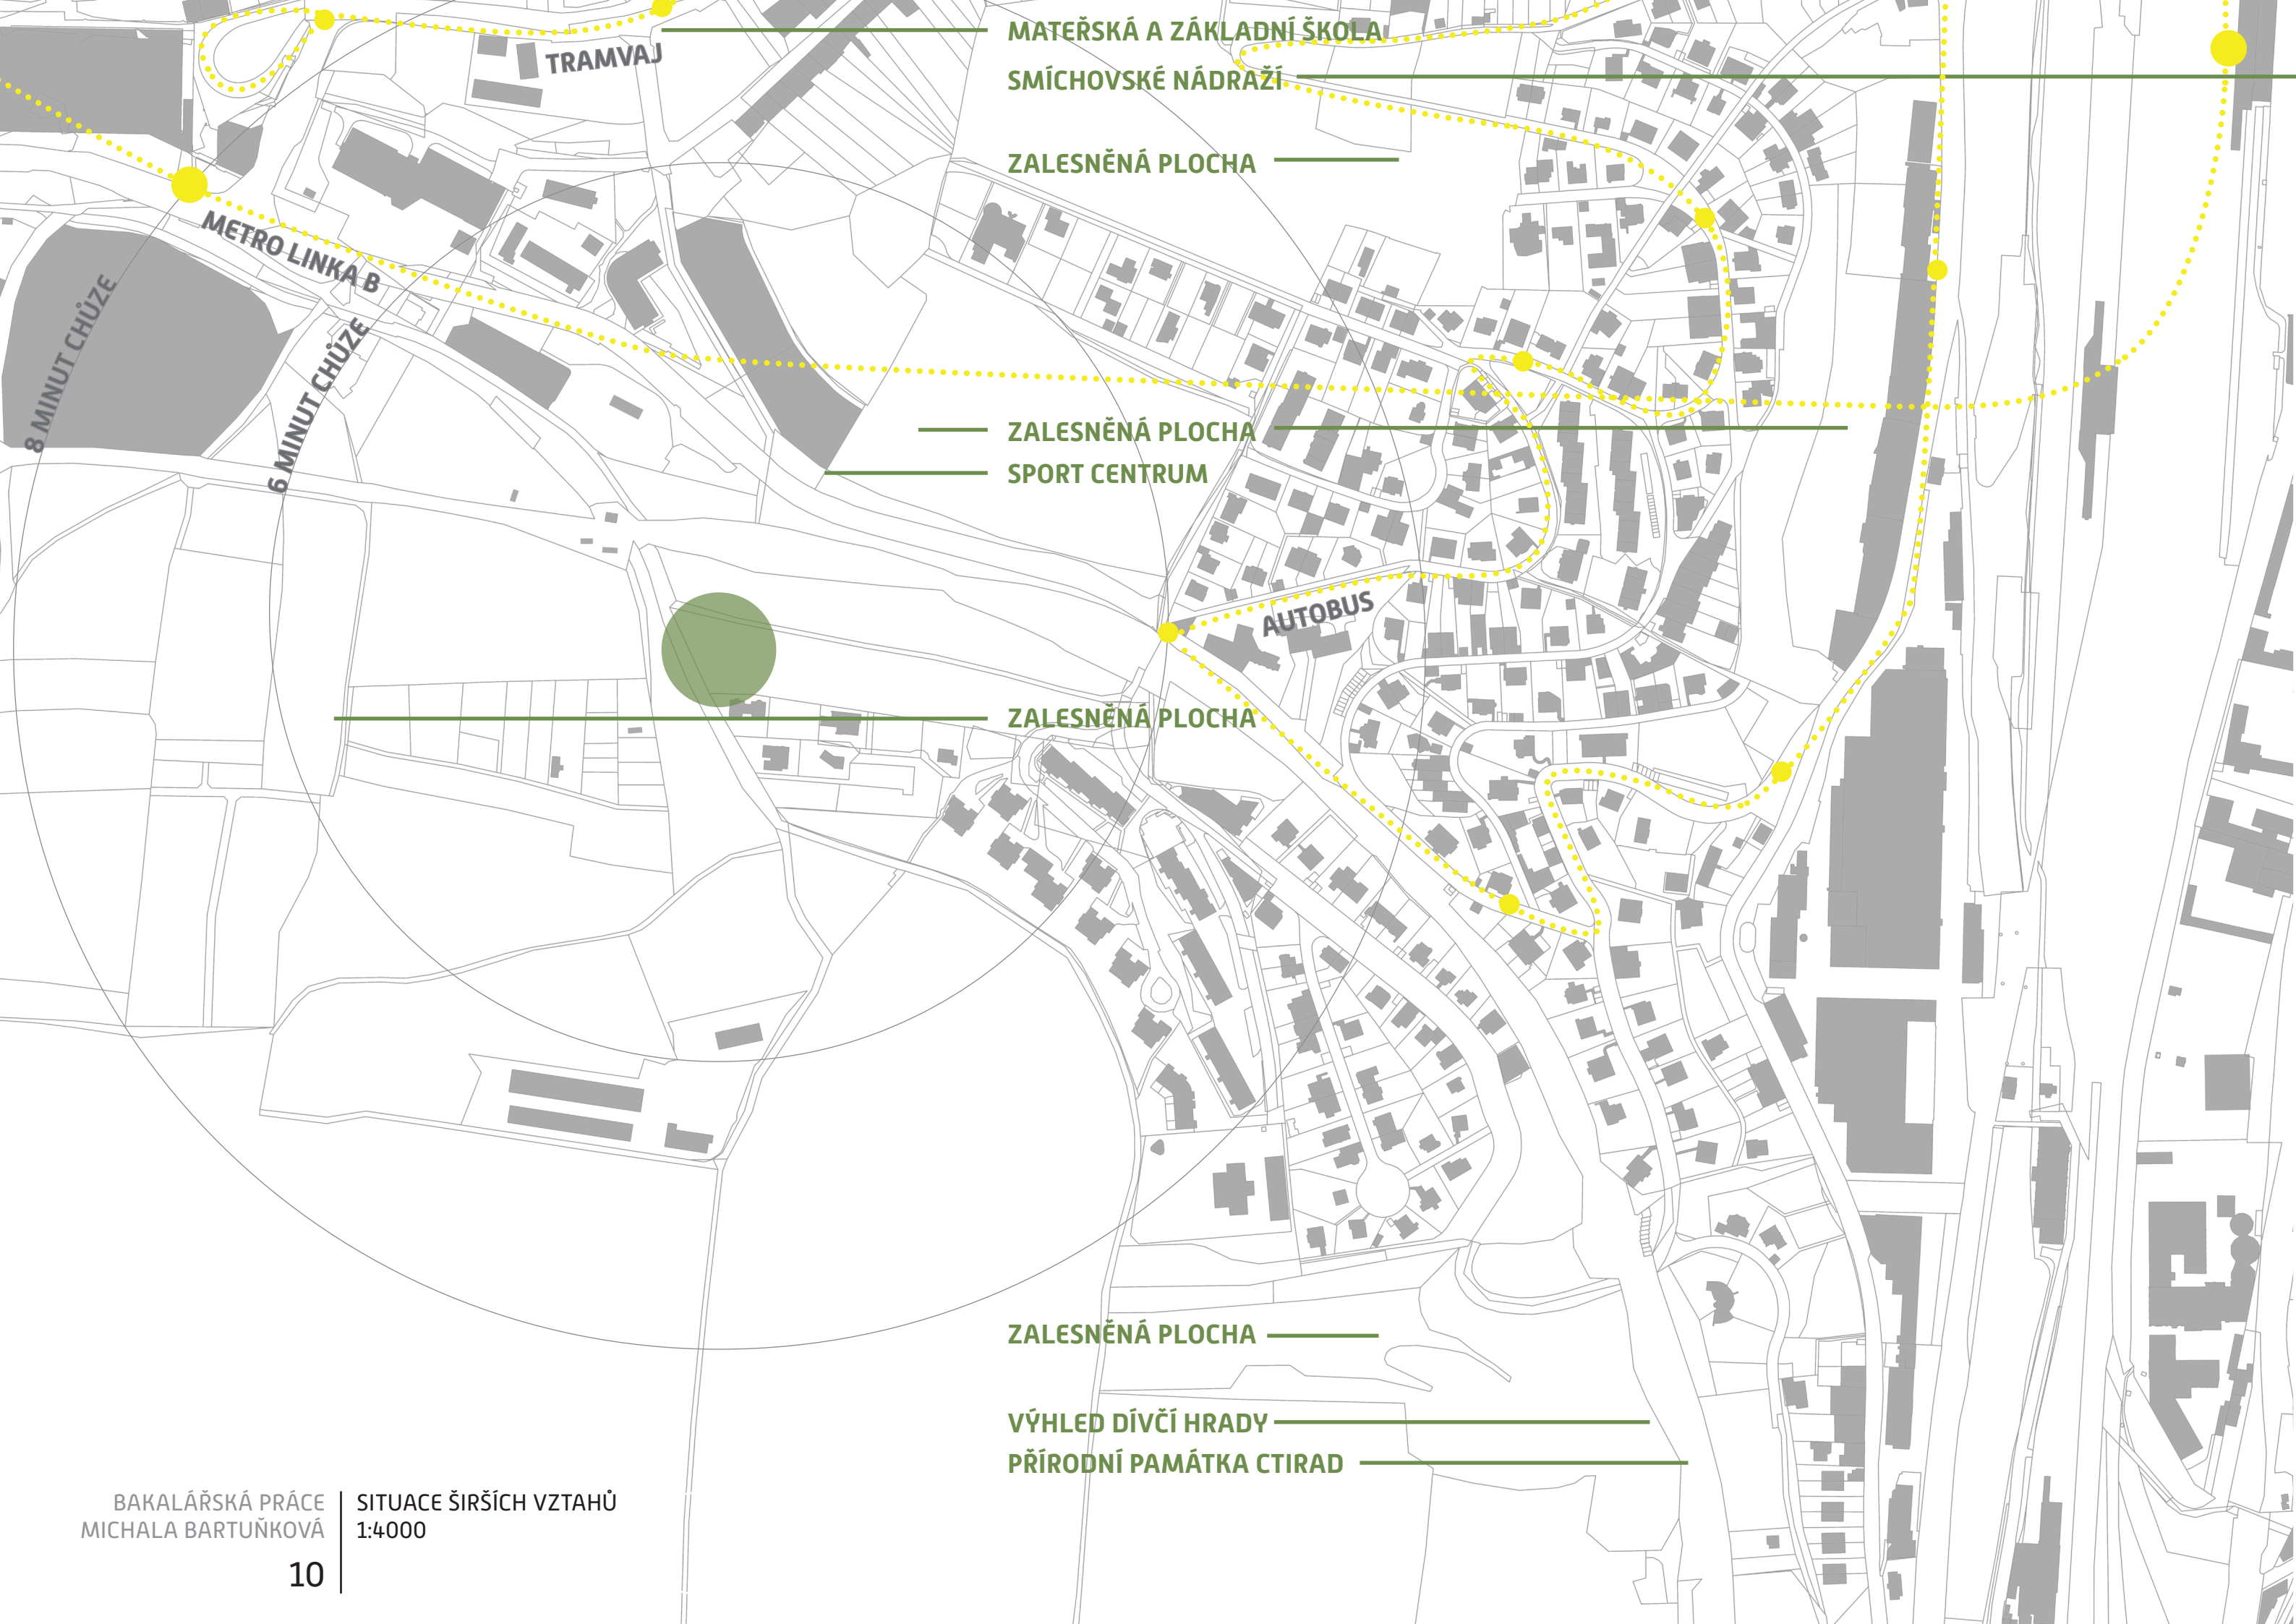 MATEŘSKÁ A ZÁKLADNÍ ŠKOLA
TRAMVAJ
SMÍCHOVSKÉ NÁDRAŽÍ
ZALESNĚNÁ PLOCHA
METRO LINKA B
8 MINUT CHŮZE
6 MINUT CHŮZE
ZALESNĚNÁ PLOCHA
SPORT CENTRUM
AUTOBUS
ZALESNĚNÁ PLOCHA
ZALESNĚNÁ PLOCHA
VÝHLED DÍVČÍ HRADY
PŘÍRODNÍ PAMÁTKA CTIRAD
BAKALÁŘSKÁ PRÁCE
MICHALA BARTUŇKOVÁ
10
SITUACE ŠIRŠÍCH VZTAHŮ
1:4000